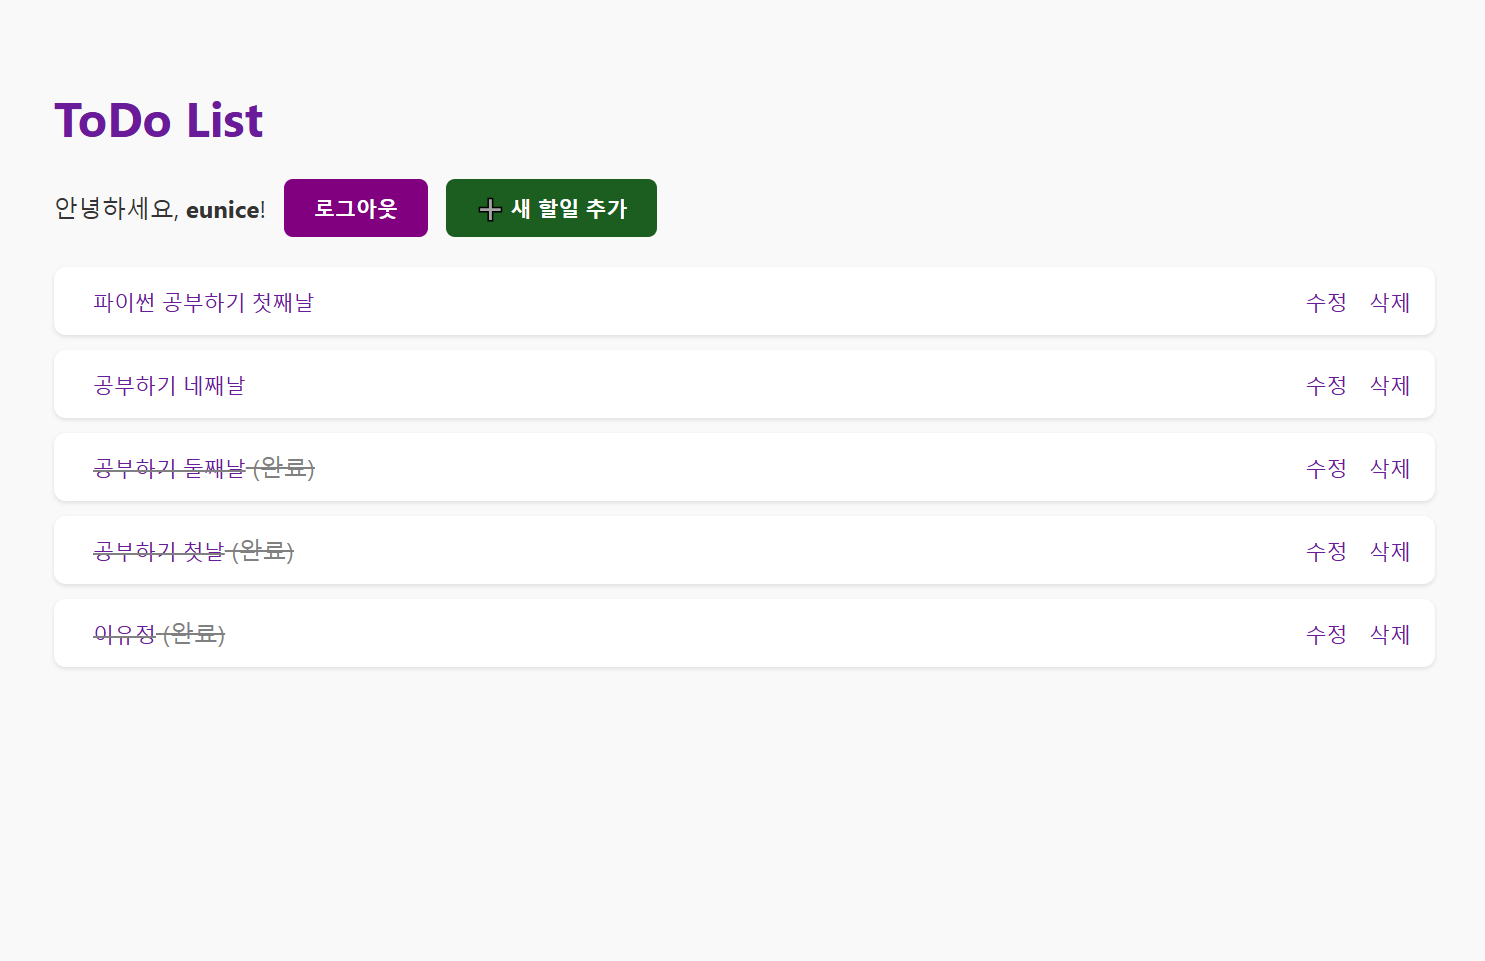 ToDo List
안녕하세요, eunice! 로그아웃 ➕ 새 할일 추가
파이썬 공부하기 첫째날 수정 삭제
공부하기 네째날 수정 삭제
공부하기 둘째날 (완료) 수정 삭제
공부하기 첫날 (완료) 수정 삭제
이유정 (완료) 수정 삭제